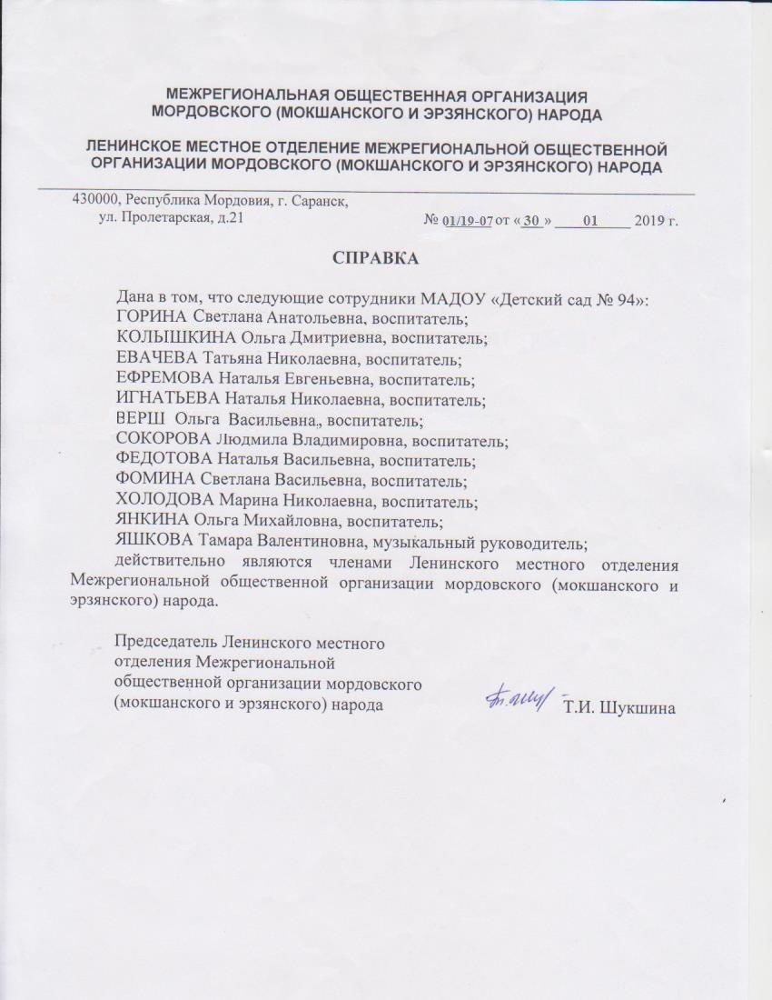 МЕЖРЕГИОНАЛЬНАЯ ОБЩЕСТВЕННАЯ ОРГАНИЗАЦИЯ
МОРДОВСКОГО (МОКШАНСКОГО И ЭРЗЯНСКОГО) НАРОДА
ЛЕНИНСКОЕ МЕСТНОЕ ОТДЕЛЕНИЕ МЕЖРЕГИОНАЛЬНОЙ ОБЩЕСТВЕННОЙ
ОРГАНИЗАЦИИ МОРДОВСКОГО (МОКШАНСКОГО И ЭРЗЯНСКОГО) НАРОДА
430000, Республика Мордовия, г. Саранск,
ул. Пролетарская, д.21
№ 01/19-07 от «30 » 01 2019 г.
СПРАВКА
Дана в том, что следующие сотрудники МАДОУ «Детский сад № 94»:
ГОРИНА Светлана Анатольевна, воспитатель;
КОЛЫШКИНА Ольга Дмитриевна, воспитатель;
ЕВАЧЕВА Татьяна Николаевна, воспитатель;
ЕФРЕМОВА Наталья Евгеньевна, воспитатель;
ИГНАТЬЕВА Наталья Николаевна, воспитатель;
ВЕРШ Ольга Васильевна,, воспитатель;
СОКОРОВА Людмила Владимировна, воспитатель;
ФЕДОТОВА Наталья Васильевна, воспитатель;
ФОМИНА Светлана Васильевна, воспитатель;
ХОЛОДОВА Марина Николаевна, воспитатель;
ЯНКИНА Ольга Михайловна, воспитатель;
ЯШКОВА Тамара Валентиновна, музыкальный руководитель;
действительно являются членами Ленинского местного отделения
Межрегиональной общественной организации мордовского (мокшанского и
эрзянского) народа.
Председатель Ленинского местного
отделения Межрегиональной
общественной организации мордовского
(мокшанского и эрзянского) народа
Т.И. Шукшина